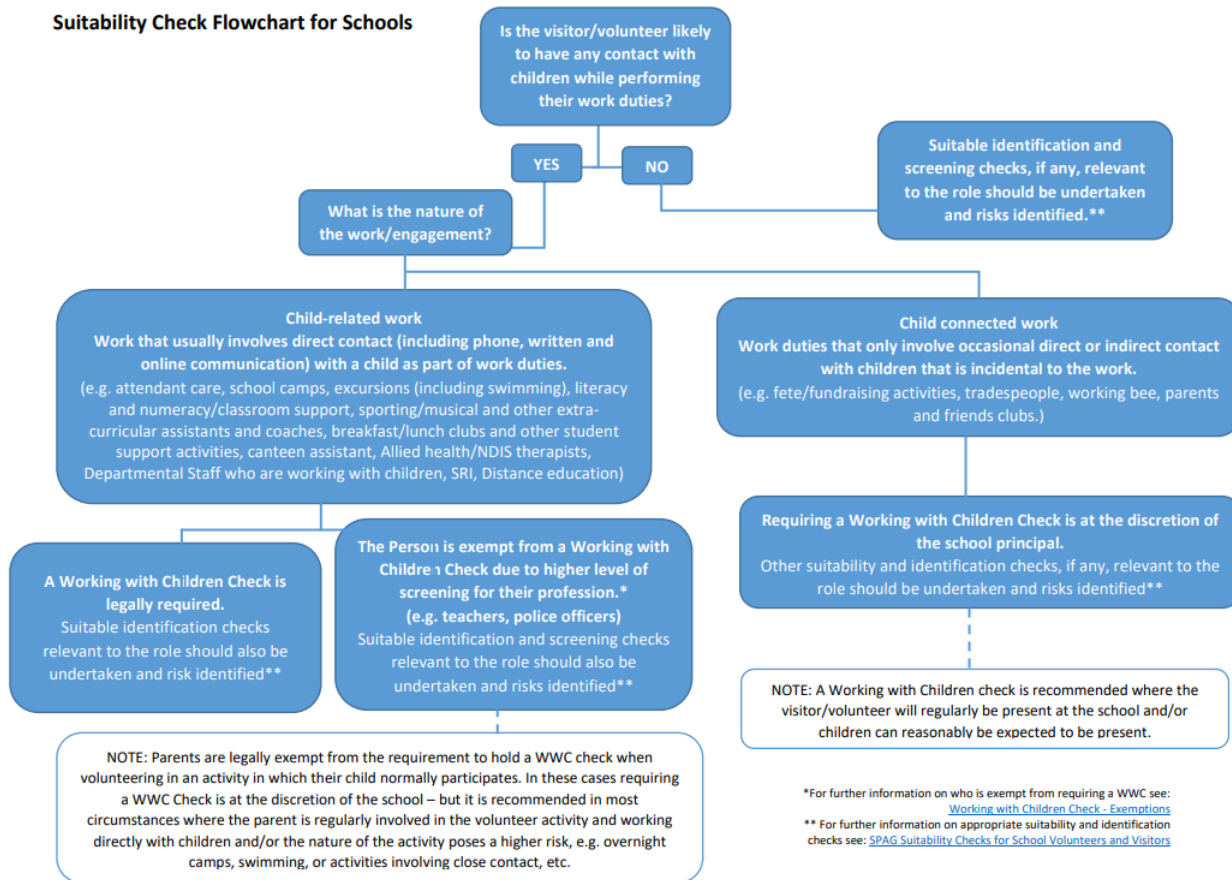 Suitability Check Flowchart for Schools
Is the visitor/volunteer likely
to have any contact with
children while performing
their work duties?
YES
NO
Suitable identification and
screening checks, if any, relevant
to the role should be undertaken
and risks identified.**
What is the nature of
the work/engagement?
Child-related work
Work that usually involves direct contact (including phone, written and
online communication) with a child as part of work duties.
(e.g. attendant care, school camps, excursions (including swimming), literacy
and numeracy/classroom support, sporting/musical and other extra-
curricular assistants and coaches, breakfast/lunch clubs and other student
support activities, canteen assistant, Allied health/NDIS therapists,
Departmental Staff who are working with children, SRI, Distance education)
Child connected work
Work duties that only involve occasional direct or indirect contact
with children that is incidental to the work.
(e.g. fete/fundraising activities, tradespeople, working bee, parents
and friends clubs.)
A Working with Children Check is
legally required.
Suitable identification checks
relevant to the role should also be
undertaken and risk identified**
The Person is exempt from a Working with
Children Check due to higher level of
screening for their profession.*
(e.g. teachers, police officers)
Suitable identification and screening checks
relevant to the role should also be
undertaken and risks identified**
Requiring a Working with Children Check is at the discretion of
the school principal.
Other suitability and identification checks, if any, relevant to the
role should be undertaken and risks identified**
NOTE: A Working with Children check is recommended where the
visitor/volunteer will regularly be present at the school and/or
children can reasonably be expected to be present.
NOTE: Parents are legally exempt from the requirement to hold a WWC check when
volunteering in an activity in which their child normally participates. In these cases requiring
a WWC Check is at the discretion of the school – but it is recommended in most
circumstances where the parent is regularly involved in the volunteer activity and working
directly with children and/or the nature of the activity poses a higher risk, e.g. overnight
camps, swimming, or activities involving close contact, etc.
*For further information on who is exempt from requiring a WWC see:
Working with Children Check - Exemptions
** For further information on appropriate suitability and identification
checks see: SPAG Suitability Checks for School Volunteers and Visitors